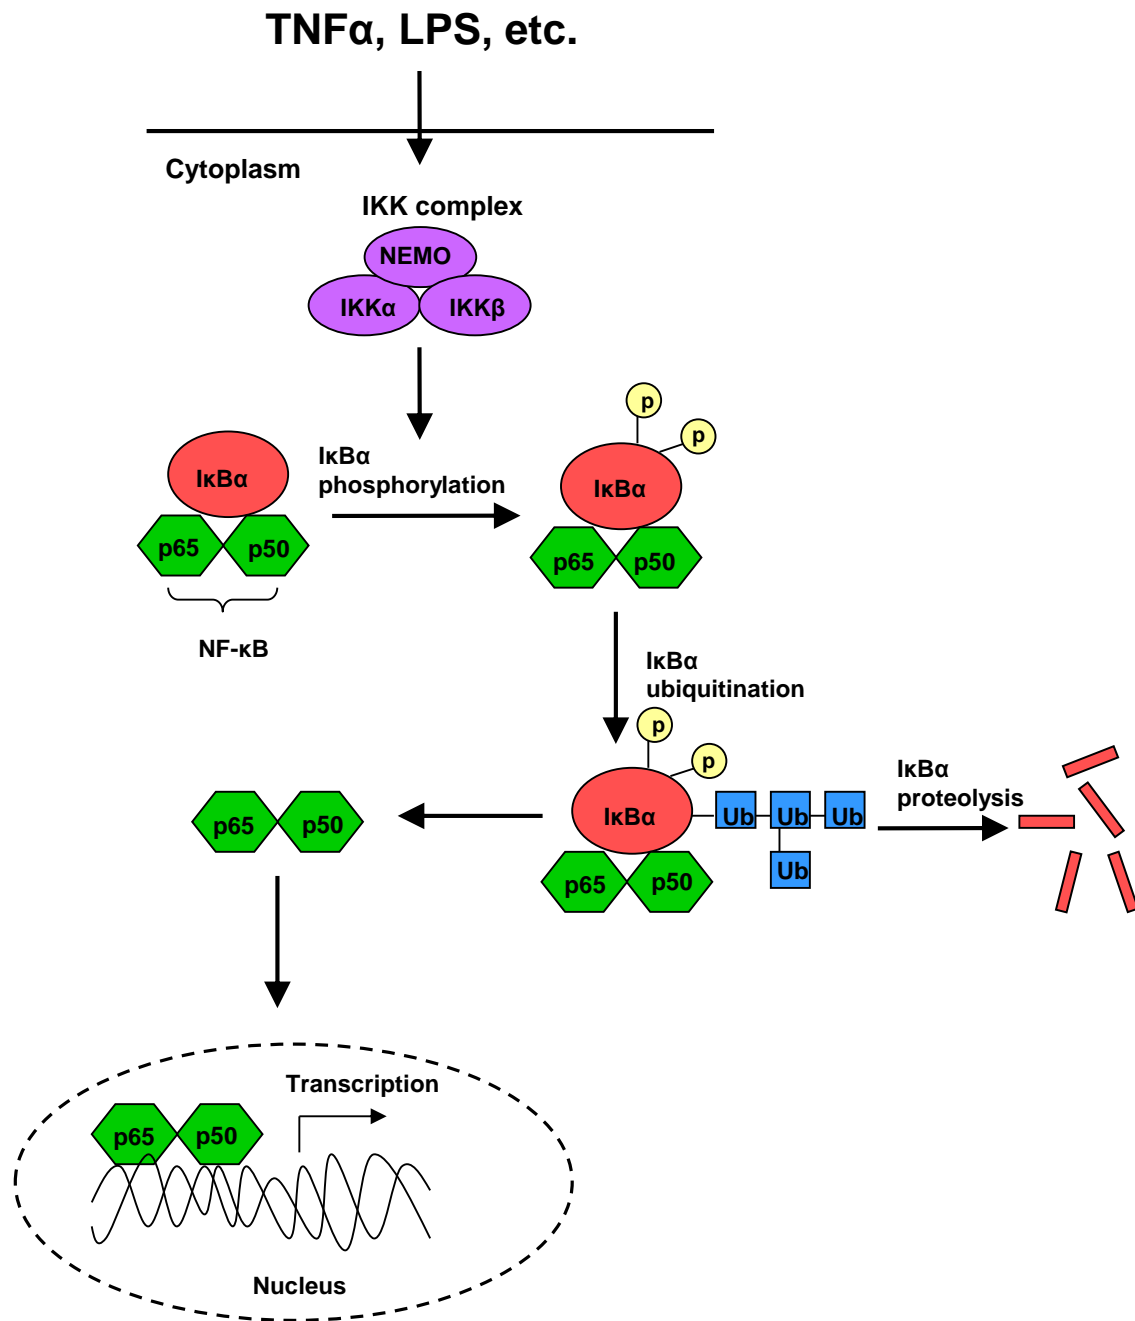 TNFα, LPS, etc.
Cytoplasm
IKK complex
NEMO
IKKα
IKKβ
IκBα
p65
p50
NF-κB
IκBα
phosphorylation
p
p
IκBα
p65
p50
IκBα
ubiquitination
p
p
IκBα
Ub
Ub
Ub
Ub
p65
p50
IκBα
proteolysis
p65
p50
Transcription
p65
p50
Nucleus